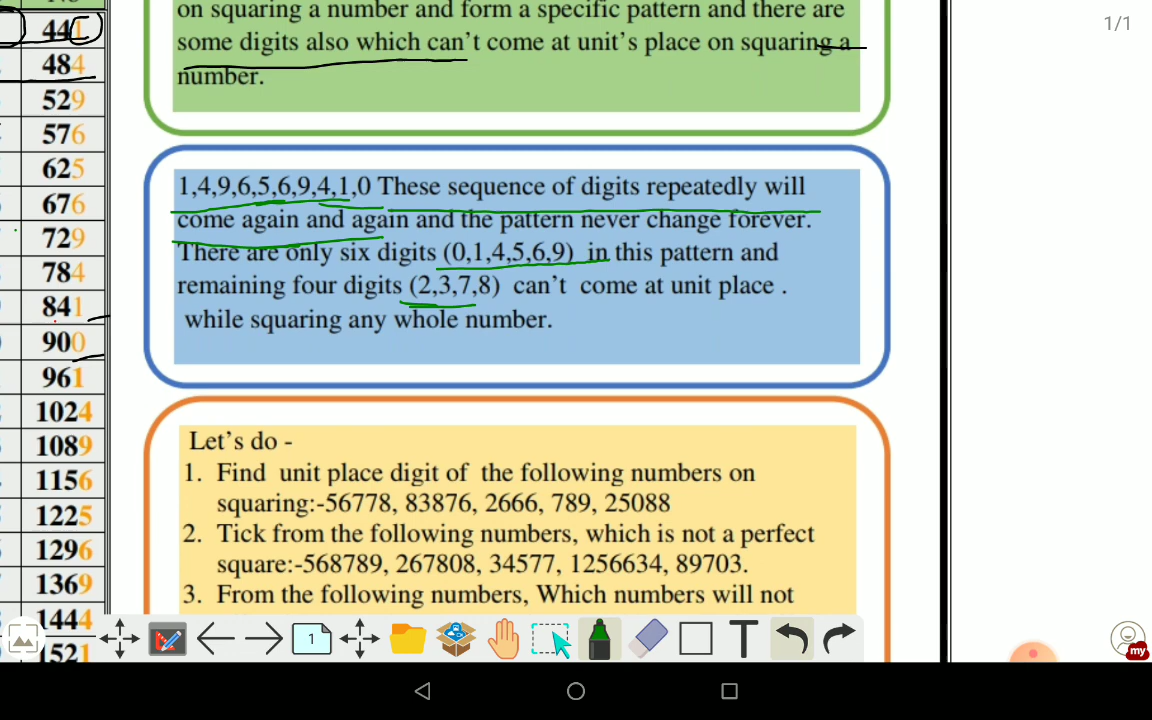 1/1
441
484
529
576
625
676
729
784
841
900
961
1024
1089
1156
1225
1296
1369
1444
1521
on squaring a number and form a specific pattern and there are
some digits also which can't come at unit's place on squaring a
number.
1,4,9,6,5,6,9,4,1,0 These sequence of digits repeatedly will
come again and again and the pattern never change forever.
There are only six digits (0,1,4,5,6,9) in this pattern and
remaining four digits (2,3,7,8) can't come at unit place .
while squaring any whole number.
Let's do -
1. Find unit place digit of the following numbers on
squaring:-56778, 83876, 2666, 789, 25088
2. Tick from the following numbers, which is not a perfect
square:-568789, 267808, 34577, 1256634, 89703.
3. From the following numbers, Which numbers will not
1
T
my